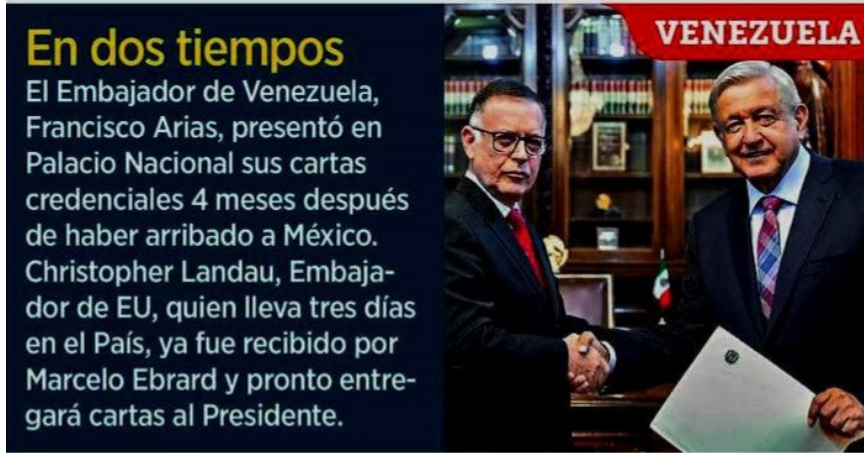 VENEZUELA
En dos tiempos
El Embajador de Venezuela,
Francisco Arias, presentó en
Palacio Nacional sus cartas
credenciales 4 meses después
de haber arribado a México.
Christopher Landau, Embaja-
dor de EU, quien lleva tres días
en el País, ya fue recibido por
Marcelo Ebrard y pronto entre-
gará cartas al Presidente.